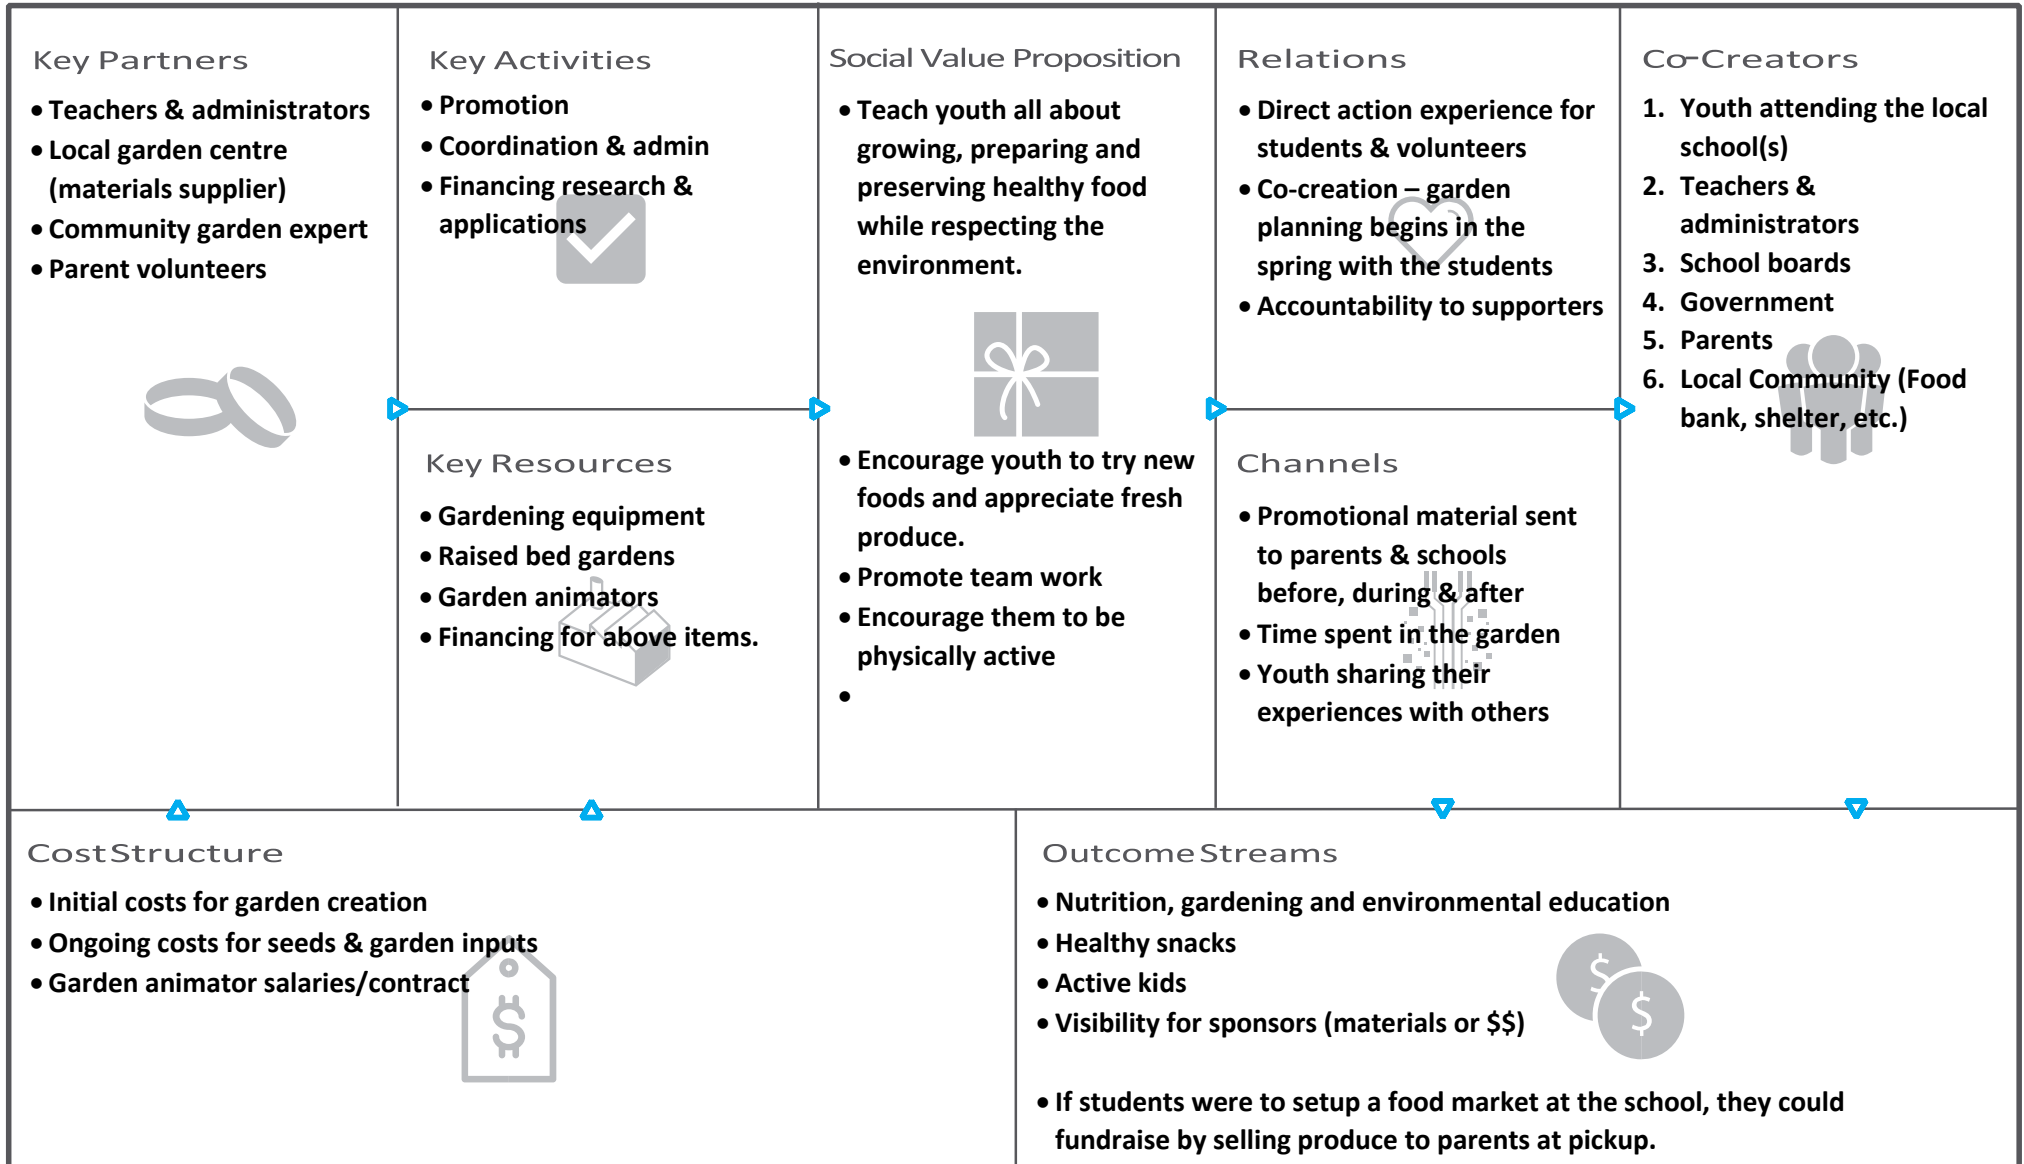 Key Partners
• Teachers & administrators
• Local garden centre
(materials supplier)
• Community garden expert
• Parent volunteers
Key Activities
• Promotion
• Coordination & admin
• Financing research &
applications
Key Resources
• Gardening equipment
• Raised bed gardens
• Garden animators
• Financing for above items.
Social Value Proposition
• Teach youth all about
growing, preparing and
preserving healthy food
while respecting the
environment.
• Encourage youth to try new
foods and appreciate fresh
produce.
• Promote team work
• Encourage them to be
physically active
•
Relations
• Direct action experience for
students & volunteers
• Co-creation – garden
planning begins in the
spring with the students
• Accountability to supporters
Channels
• Promotional material sent
to parents & schools
before, during & after
• Time spent in the garden
• Youth sharing their
experiences with others
Co-Creators
1. Youth attending the local
school(s)
2. Teachers &
administrators
3. School boards
4. Government
5. Parents
6. Local Community (Food
bank, shelter, etc.)
Cost Structure
• Initial costs for garden creation
• Ongoing costs for seeds & garden inputs
• Garden animator salaries/contract
$
Outcome Streams
• Nutrition, gardening and environmental education
• Healthy snacks
• Active kids
• Visibility for sponsors (materials or $$)
$
$
• If students were to setup a food market at the school, they could
fundraise by selling produce to parents at pickup.